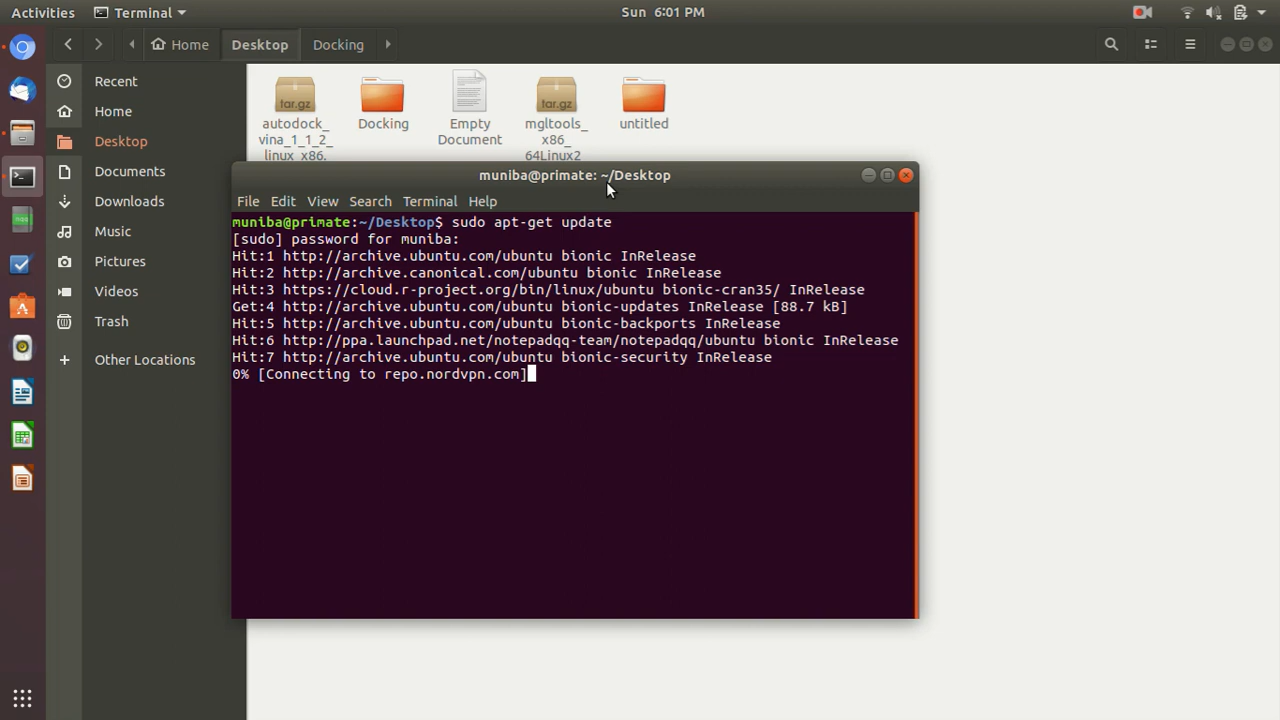 Activities
Terminal
Sun 6:01 PM
Home
Desktop
Docking
Recent
Home
Desktop
Documents
Downloads
Music
Pictures
Videos
Trash
Other Locations
tar.gz
autodock_
vina_1_1_2_
linux_x86.
Docking
Empty
Document
tar.gz
mgltools_
x86_
64Linux2
untitled
muniba@primate: ~/Desktop
File Edit View Search Terminal Help
muniba@primate:~/Desktop$ sudo apt-get update
[sudo] password for muniba:
Hit:1 http://archive.ubuntu.com/ubuntu bionic InRelease
Hit:2 http://archive.canonical.com/ubuntu bionic InRelease
Hit:3 https://cloud.r-project.org/bin/linux/ubuntu bionic-cran35/ InRelease
Get:4 http://archive.ubuntu.com/ubuntu bionic-updates InRelease [88.7 kB]
Hit:5 http://archive.ubuntu.com/ubuntu bionic-backports InRelease
Hit:6 http://ppa.launchpad.net/notepadqq-team/notepadqq/ubuntu bionic InRelease
Hit:7 http://archive.ubuntu.com/ubuntu bionic-security InRelease
0% [Connecting to repo.nordvpn.com]